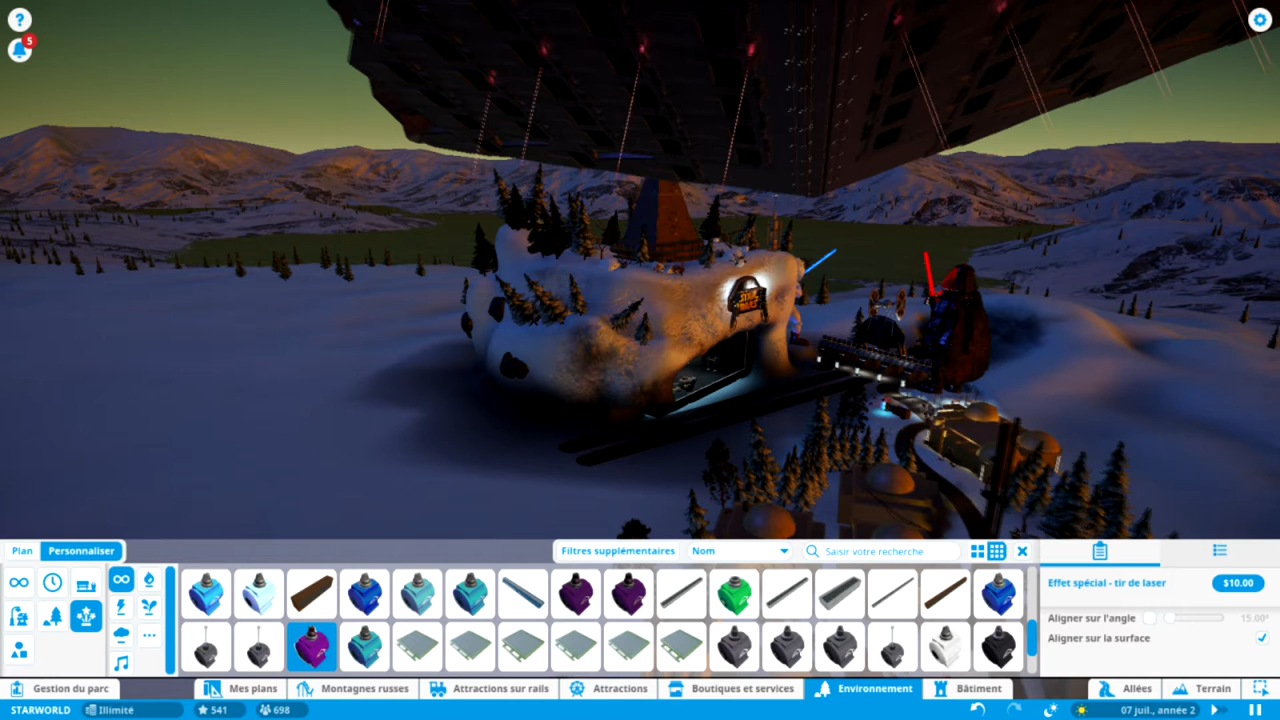 ?
5
STAR WARS
Plan
Personnaliser
Filtres supplémentaires
Nom
Saisir votre recherche
Effet spécial - tir de laser
$10.00
Aligner sur l'angle
15.00°
Aligner sur la surface
Gestion du parc
Mes plans
Montagnes russes
Attractions sur rails
Attractions
Boutiques et services
Environnement
Bâtiment
Allées
Terrain
STARWORLD
Illimité
541
698
07 juil., année 2